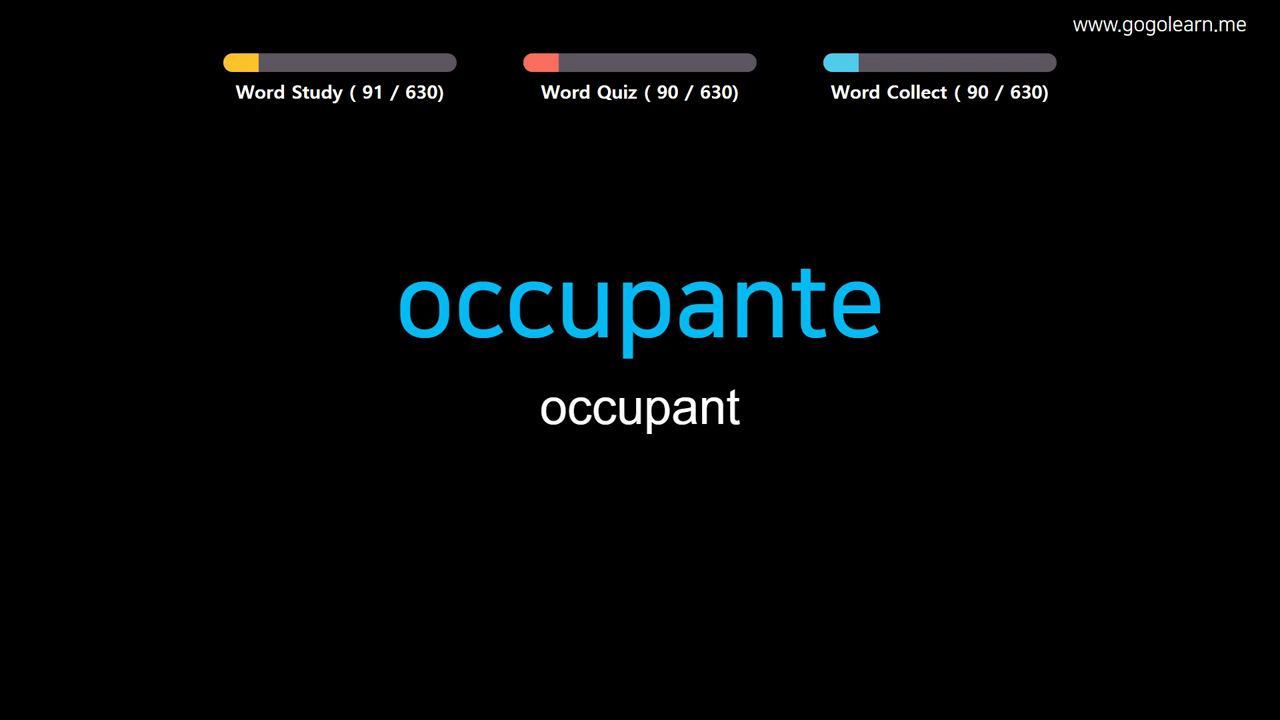 www.gogolearn.me
Word Study ( 91 / 630)
Word Quiz ( 90 / 630)
Word Collect ( 90 / 630)
occupante
occupant